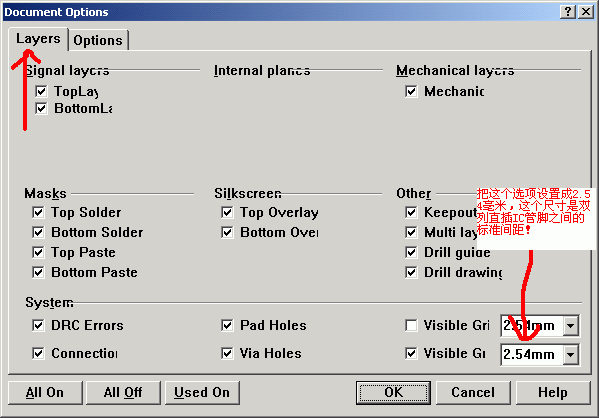 Document Options
Layers
Options
Signal layers
Internal planes
Mechanical layers
TopLay
Mechanic
BottomLa
Masks
Silkscreen
Other
把这个选项设置成2.5
4毫米，这个尺寸是双
列直插IC管脚之间的
标准间距！
Top Solder
Top Overlay
Keepout
Bottom Solder
Bottom Over
Multi lay
Top Paste
Drill guide
Bottom Paste
Drill drawing
System
DRC Errors
Pad Holes
Visible Gri
2.54mm
Connection
Via Holes
Visible Gr
2.54mm
All On
All Off
Used On
OK
Cancel
Help